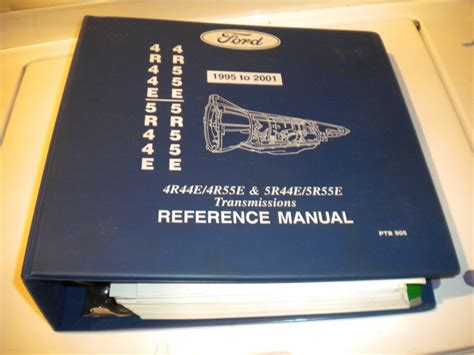 Ford
1995 to 2001
4R44E/5R44E
4R55E/5R55E
4R44E/4R55E & 5R44E/5R55E
Transmissions
REFERENCE MANUAL
PTB 905